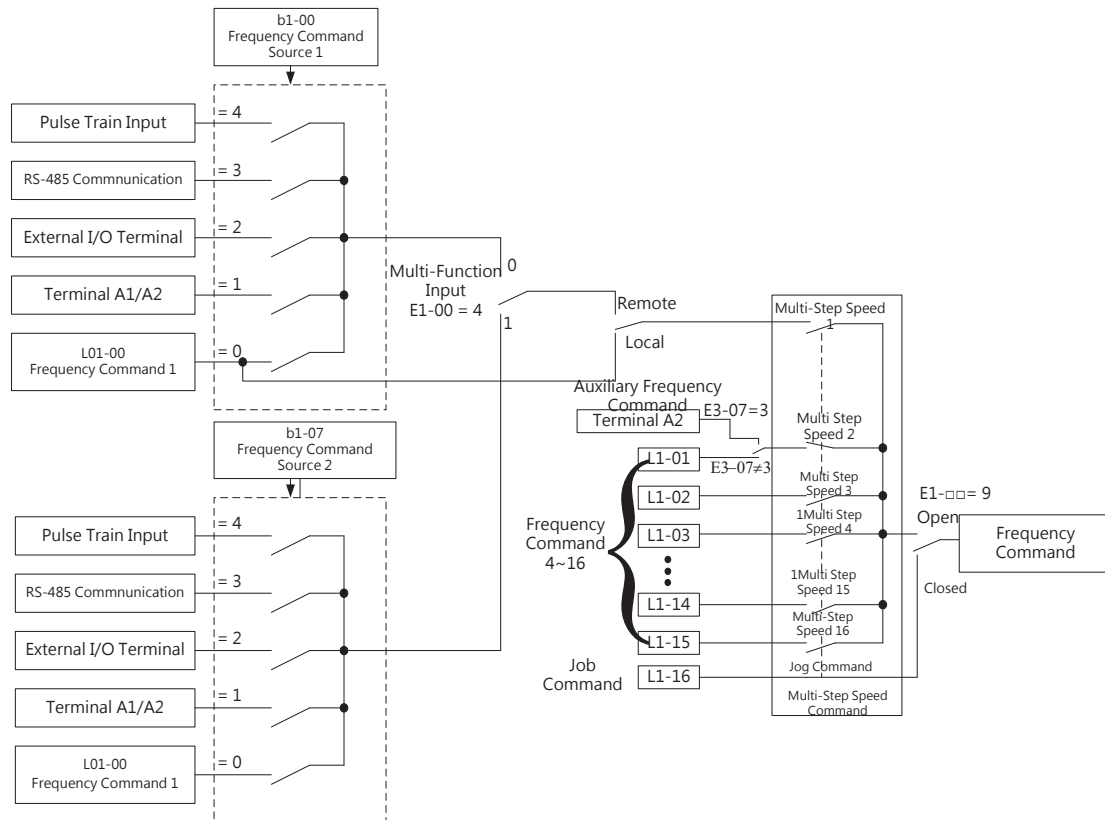 b1-00
Frequency Command
Source 1
Pulse Train Input
= 4
RS-485 Commnunication
= 3
External I/O Terminal
= 2
Terminal A1/A2
= 1
L01-00
Frequency Command 1
= 0
Multi-Function
Input
E1-00 = 4
0
1
Remote
Local
Multi-Step Speed
1
Auxiliary Frequency
Command
Terminal A2
E3-07=3
E3-07≠3
Multi Step
Speed 2
L1-01
L1-02
Multi Step
Speed 3
L1-03
1Multi Step
Speed 4
Frequency
Command
4~16
L1-14
1Multi Step
Speed 15
L1-15
Multi-Step
Speed 16
Job
Command
L1-16
Jog Command
Multi-Step Speed
Command
E1-□□= 9
Open
Closed
Frequency
Command
b1-07
Frequency Command
Source 2
Pulse Train Input
= 4
RS-485 Commnunication
= 3
External I/O Terminal
= 2
Terminal A1/A2
= 1
L01-00
Frequency Command 1
= 0